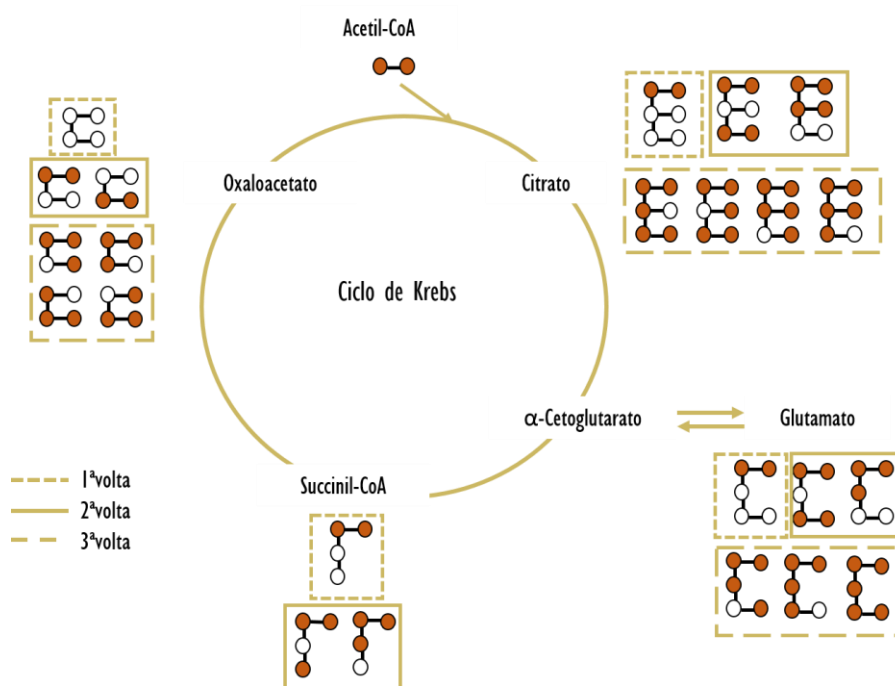 Acetil-CoA
Oxaloacetato
Citrato
Ciclo de Krebs
α-Cetoglutarato
Glutamato
Succinil-CoA
1ªvolta
2ªvolta
3ªvolta